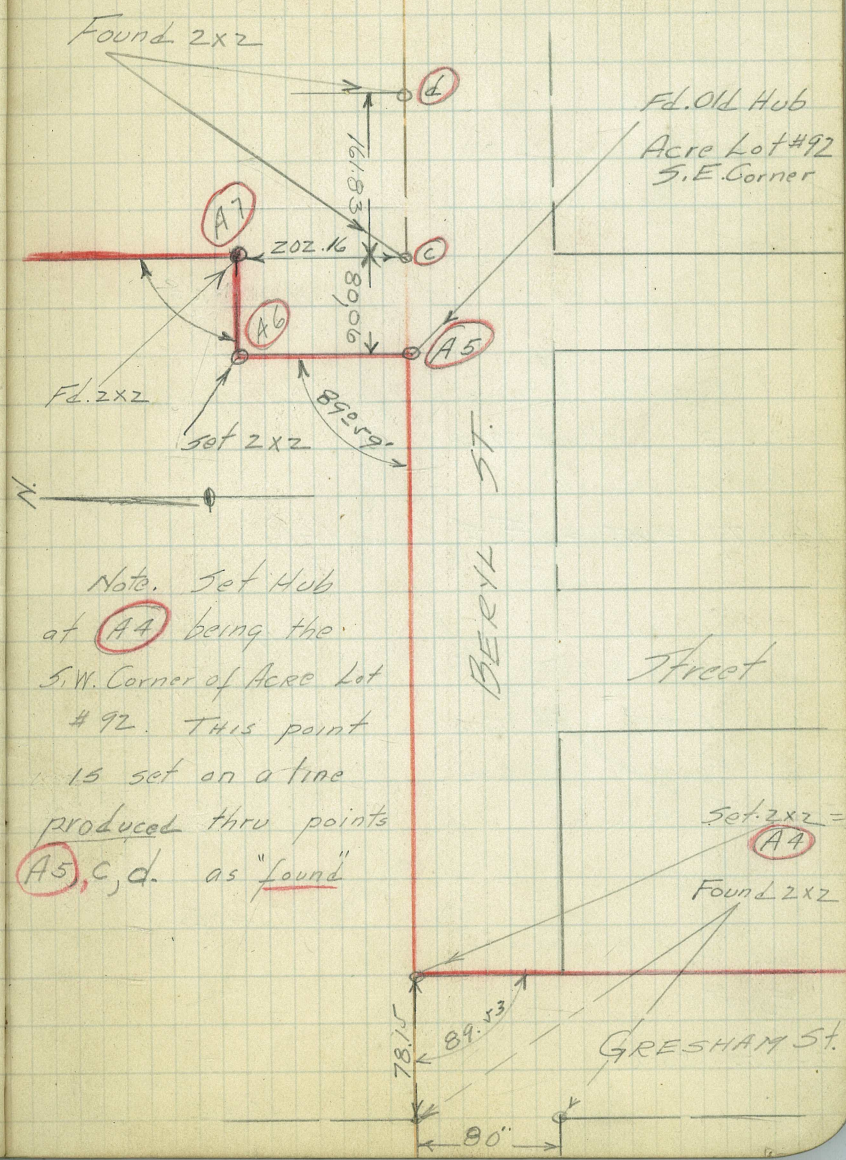 Found 2x2
d
Fd. Old Hub
Acre Lot #92
S.E. Corner
161.83
A7
202.16
c
80.06
A6
A5
Fd. 2x2
set 2x2
89°59'
N.
BERYL ST.
Note. Set Hub
at A4 being the
S.W. Corner of Acre Lot
#92. THIS point
is set on a line
produced thru points
A5, c, d. as "found"
Street
Set. 2x2 =
A4
Found 2x2
78.15
89.53
GRESHAM St.
80'